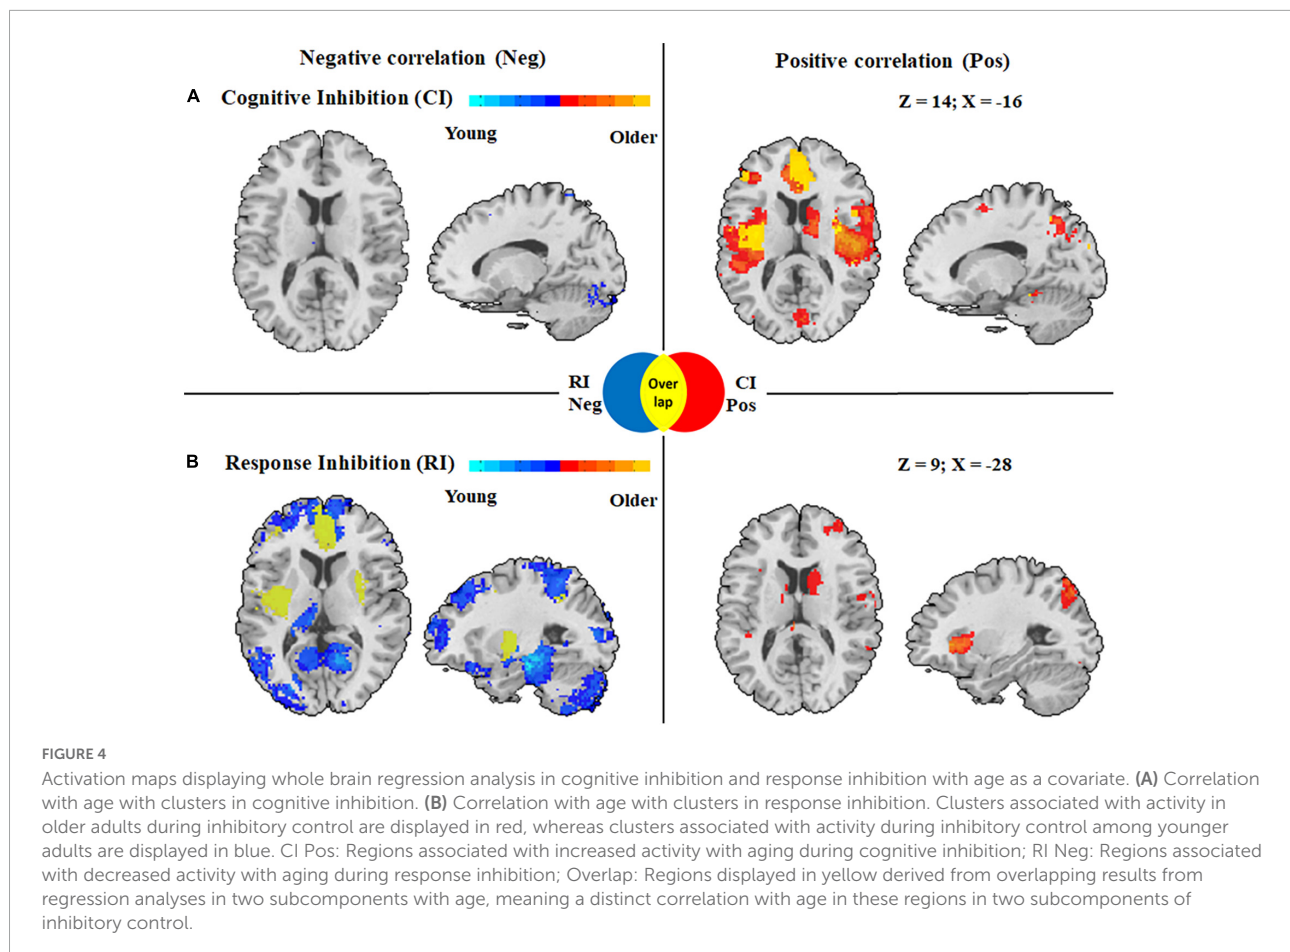 Negative correlation (Neg)
Positive correlation (Pos)
A Cognitive Inhibition (CI)
Young Older
Z = 14; X = -16
RI
Neg
Over
lap
CI
Pos
B Response Inhibition (RI)
Young Older
Z = 9; X = -28
FIGURE 4
Activation maps displaying whole brain regression analysis in cognitive inhibition and response inhibition with age as a covariate. (A) Correlation
with age with clusters in cognitive inhibition. (B) Correlation with age with clusters in response inhibition. Clusters associated with activity in
older adults during inhibitory control are displayed in red, whereas clusters associated with activity during inhibitory control among younger
adults are displayed in blue. CI Pos: Regions associated with increased activity with aging during cognitive inhibition; RI Neg: Regions associated
with decreased activity with aging during response inhibition; Overlap: Regions displayed in yellow derived from overlapping results from
regression analyses in two subcomponents with age, meaning a distinct correlation with age in these regions in two subcomponents of
inhibitory control.